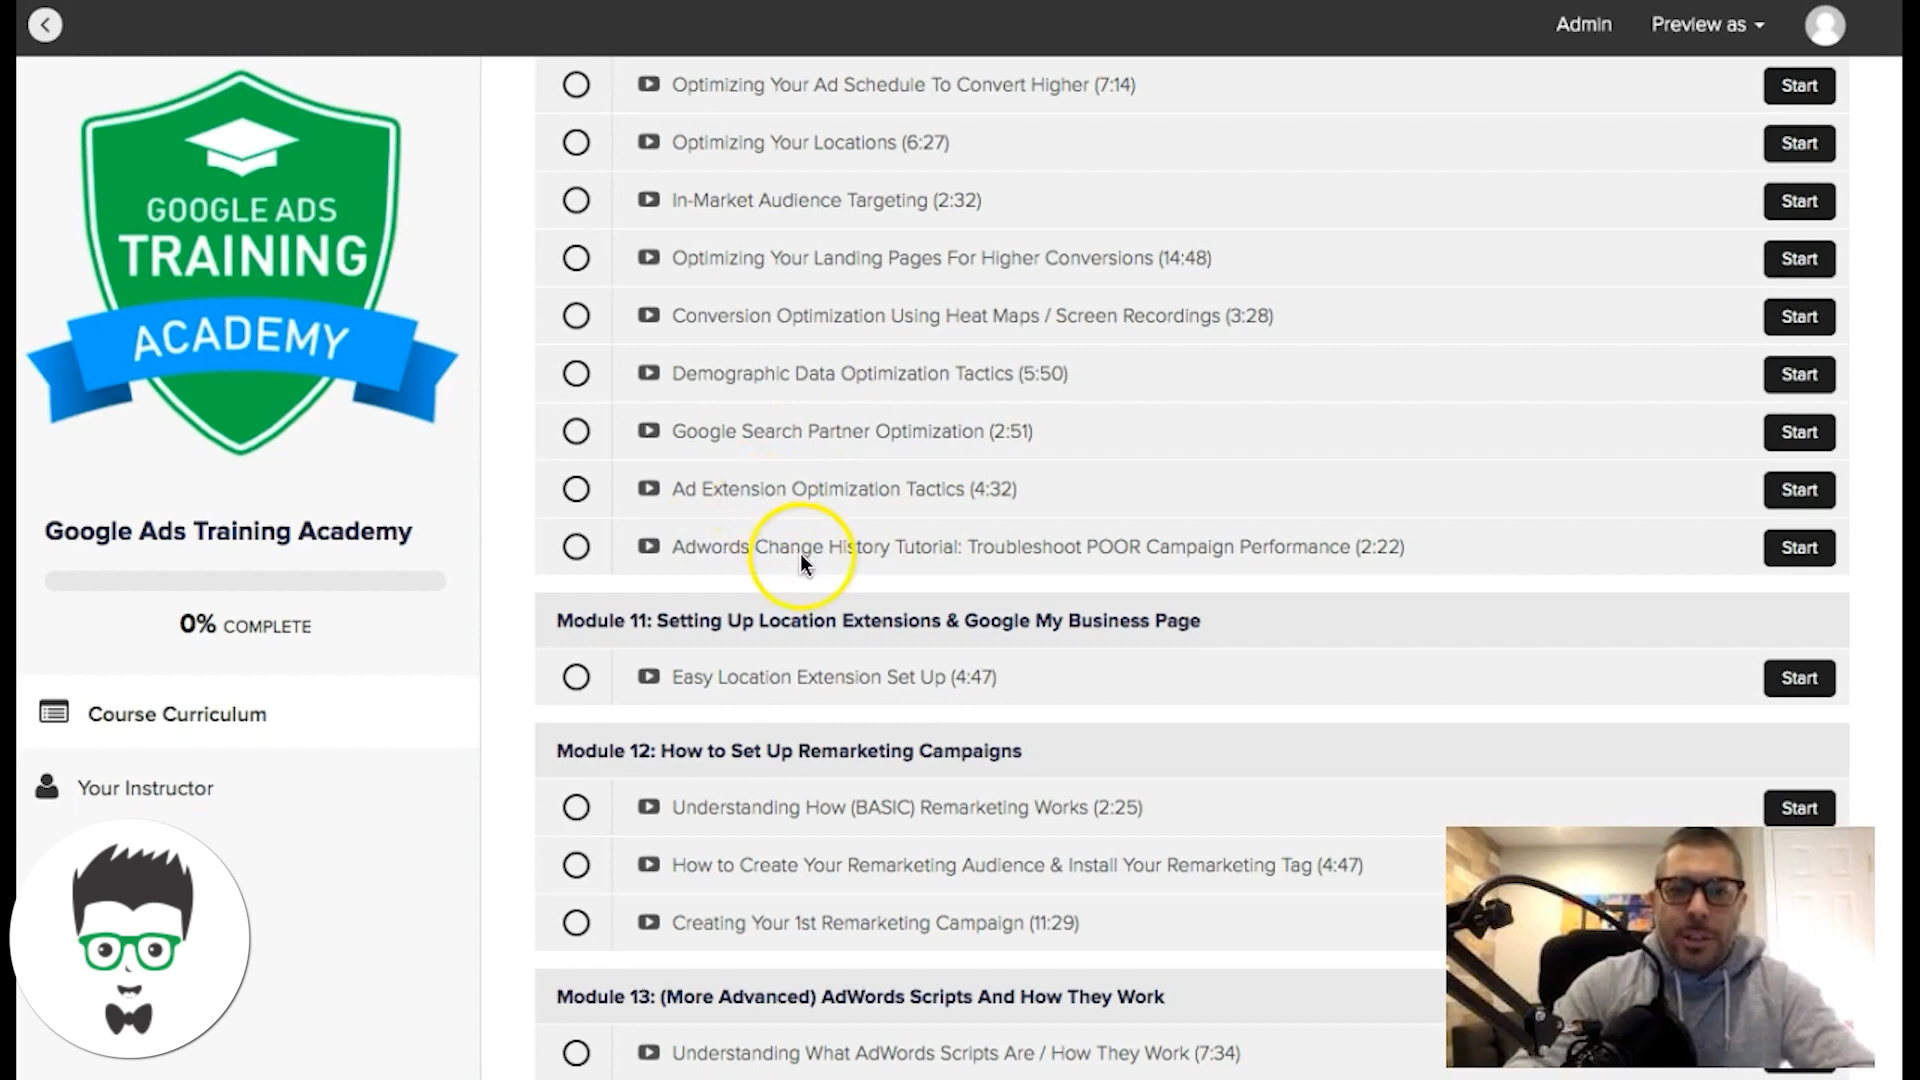 Admin
Preview as
GOOGLE ADS
TRAINING
ACADEMY
Google Ads Training Academy
0% COMPLETE
Course Curriculum
Your Instructor
Optimizing Your Ad Schedule To Convert Higher (7:14)
Start
Optimizing Your Locations (6:27)
Start
In-Market Audience Targeting (2:32)
Start
Optimizing Your Landing Pages For Higher Conversions (14:48)
Start
Conversion Optimization Using Heat Maps / Screen Recordings (3:28)
Start
Demographic Data Optimization Tactics (5:50)
Start
Google Search Partner Optimization (2:51)
Start
Ad Extension Optimization Tactics (4:32)
Start
Adwords Change History Tutorial: Troubleshoot POOR Campaign Performance (2:22)
Start
Module 11: Setting Up Location Extensions & Google My Business Page
Easy Location Extension Set Up (4:47)
Start
Module 12: How to Set Up Remarketing Campaigns
Understanding How (BASIC) Remarketing Works (2:25)
Start
How to Create Your Remarketing Audience & Install Your Remarketing Tag (4:47)
Creating Your 1st Remarketing Campaign (11:29)
Module 13: (More Advanced) AdWords Scripts And How They Work
Understanding What AdWords Scripts Are / How They Work (7:34)